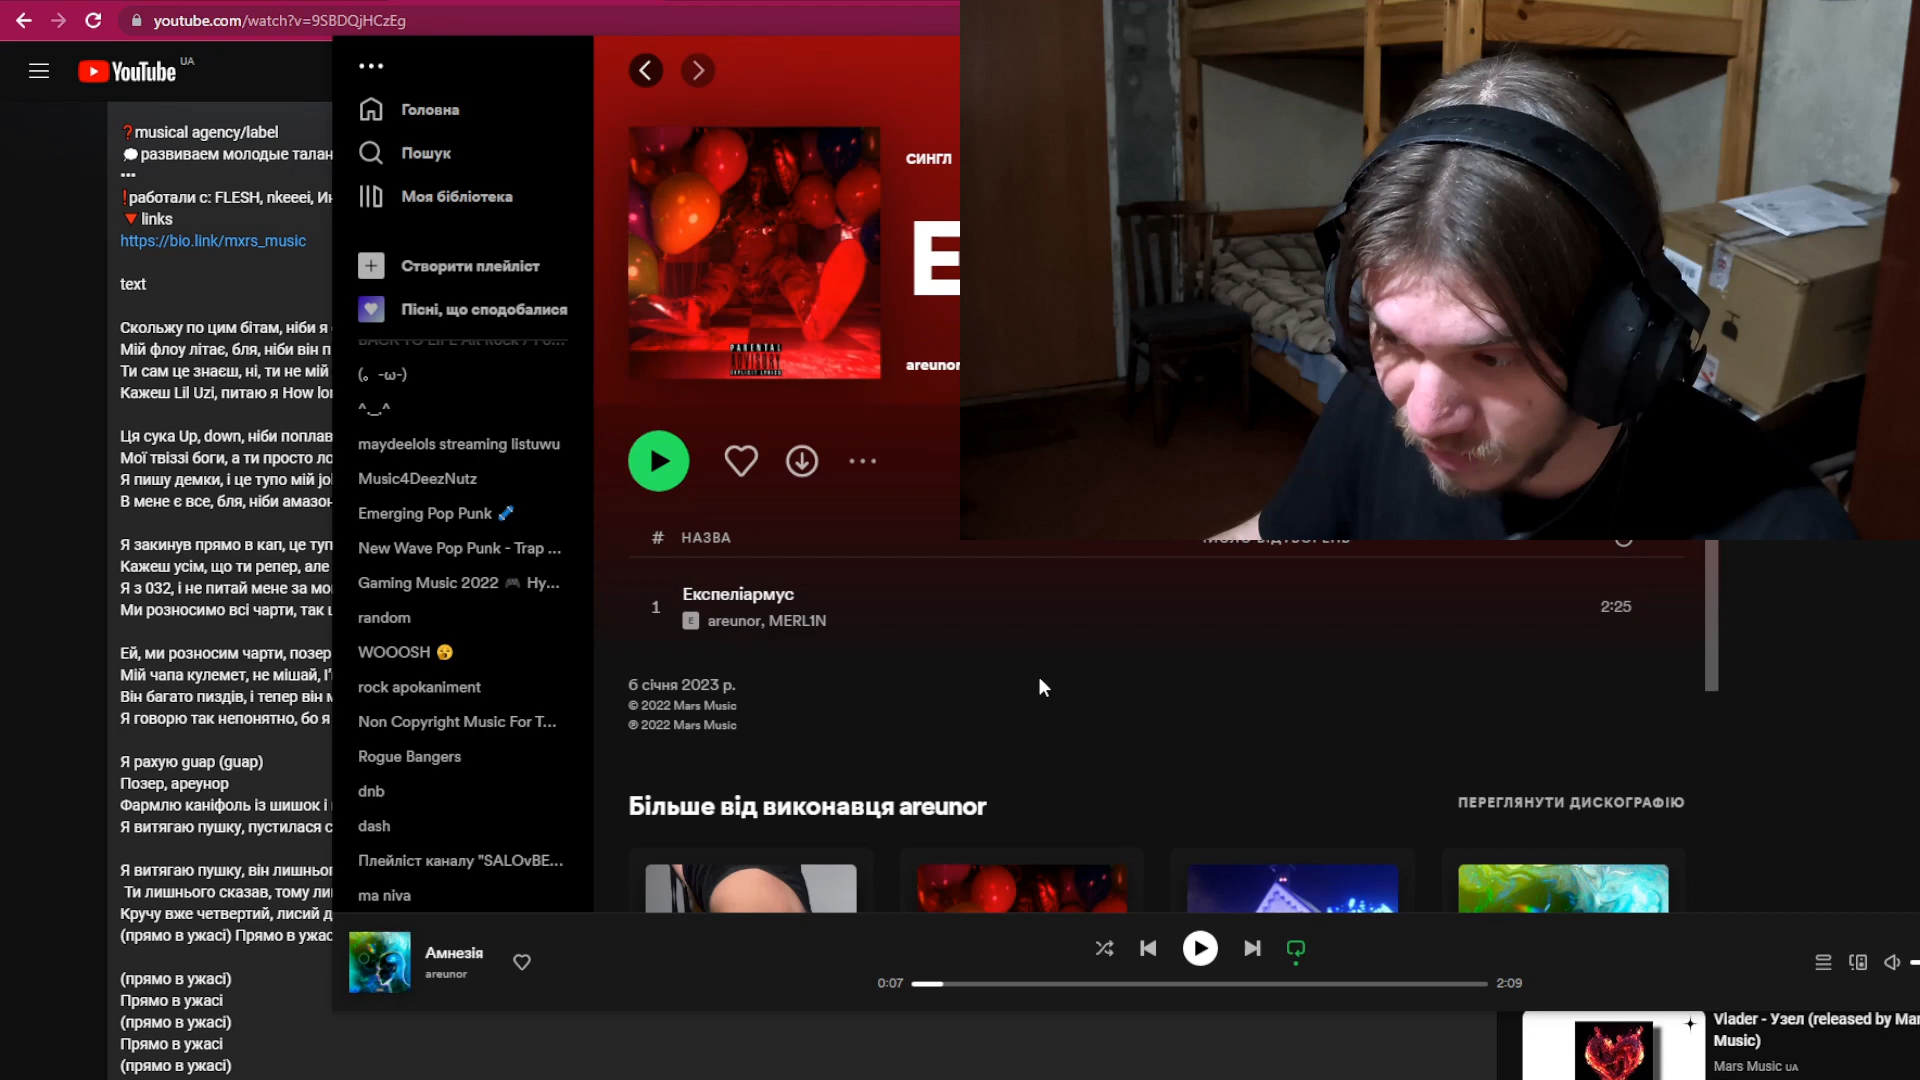 youtube.com/watch?v=9SBDQjHCzEg
YouTube UA
❓musical agency/label
💭развиваем молодые талан
•••
❗работали с: FLESH, nkeeei, Ин
🔻links
https://bio.link/mxrs_music
text
Скольжу по цим бітам, ніби я
Мій флоу літає, бля, ніби він п
Ти сам це знаєш, ні, ти не мій
Кажеш Lil Uzi, питаю я How lo
Ця сука Up, down, ніби поплав
Мої твіззі боги, а ти просто ло
Я пишу демки, і це тупо мій jo
В мене є все, бля, ніби амазон
Я закинув прямо в кап, це туп
Кажеш усім, що ти репер, але
Я з 032, і не питай мене за мо
Ми розносимо всі чарти, так
Ей, ми розносим чарти, позер
Мій чапа кулемет, не мішай, І'
Він багато пиздів, і тепер він м
Я говорю так непонятно, бо я
Я рахую guap (guap)
Позер, ареунор
Фармлю каніфоль із шишок і
Я витягаю пушку, пустилася с
Я витягаю пушку, він лишньог
Ти лишнього сказав, тому ли
Кручу вже четвертий, лисий д
(прямо в ужасі) Прямо в ужас
(прямо в ужасі)
Прямо в ужасі
(прямо в ужасі)
Прямо в ужасі
(прямо в ужасі)
Головна
Пошук
Моя бібліотека
Створити плейліст
Пісні, що сподобалися
(。-ω-)
^._.^
maydeelols streaming listuwu
Music4DeezNutz
Emerging Pop Punk
New Wave Pop Punk - Trap ...
Gaming Music 2022 🎮 Hy...
random
WOOOSH 🥱
rock apokaniment
Non Copyright Music For T...
Rogue Bangers
dnb
dash
Плейліст каналу "SALOvBE...
ma niva
PARENTAL
ADVISORY
EXPLICIT LYRICS
СИНГЛ
Е
areunor
# НАЗВА
1
Експеліармус
E areunor, MERL1N
2:25
6 січня 2023 р.
© 2022 Mars Music
℗ 2022 Mars Music
Більше від виконавця areunor
ПЕРЕГЛЯНУТИ ДИСКОГРАФІЮ
Амнезія
areunor
0:07
2:09
Vlader - Узел (released by Mar
Music)
Mars Music UA